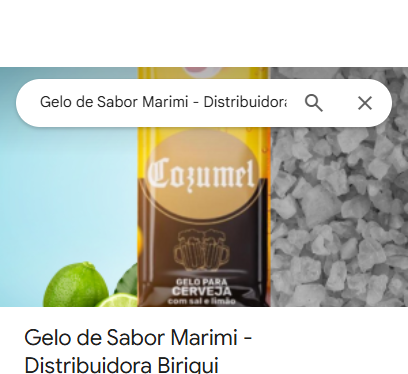 Gelo de Sabor Marimi - Distribuidora
Cozumel
GELO PARA
CERVEJA
com sal e limão
Gelo de Sabor Marimi -
Distribuidora Birigui